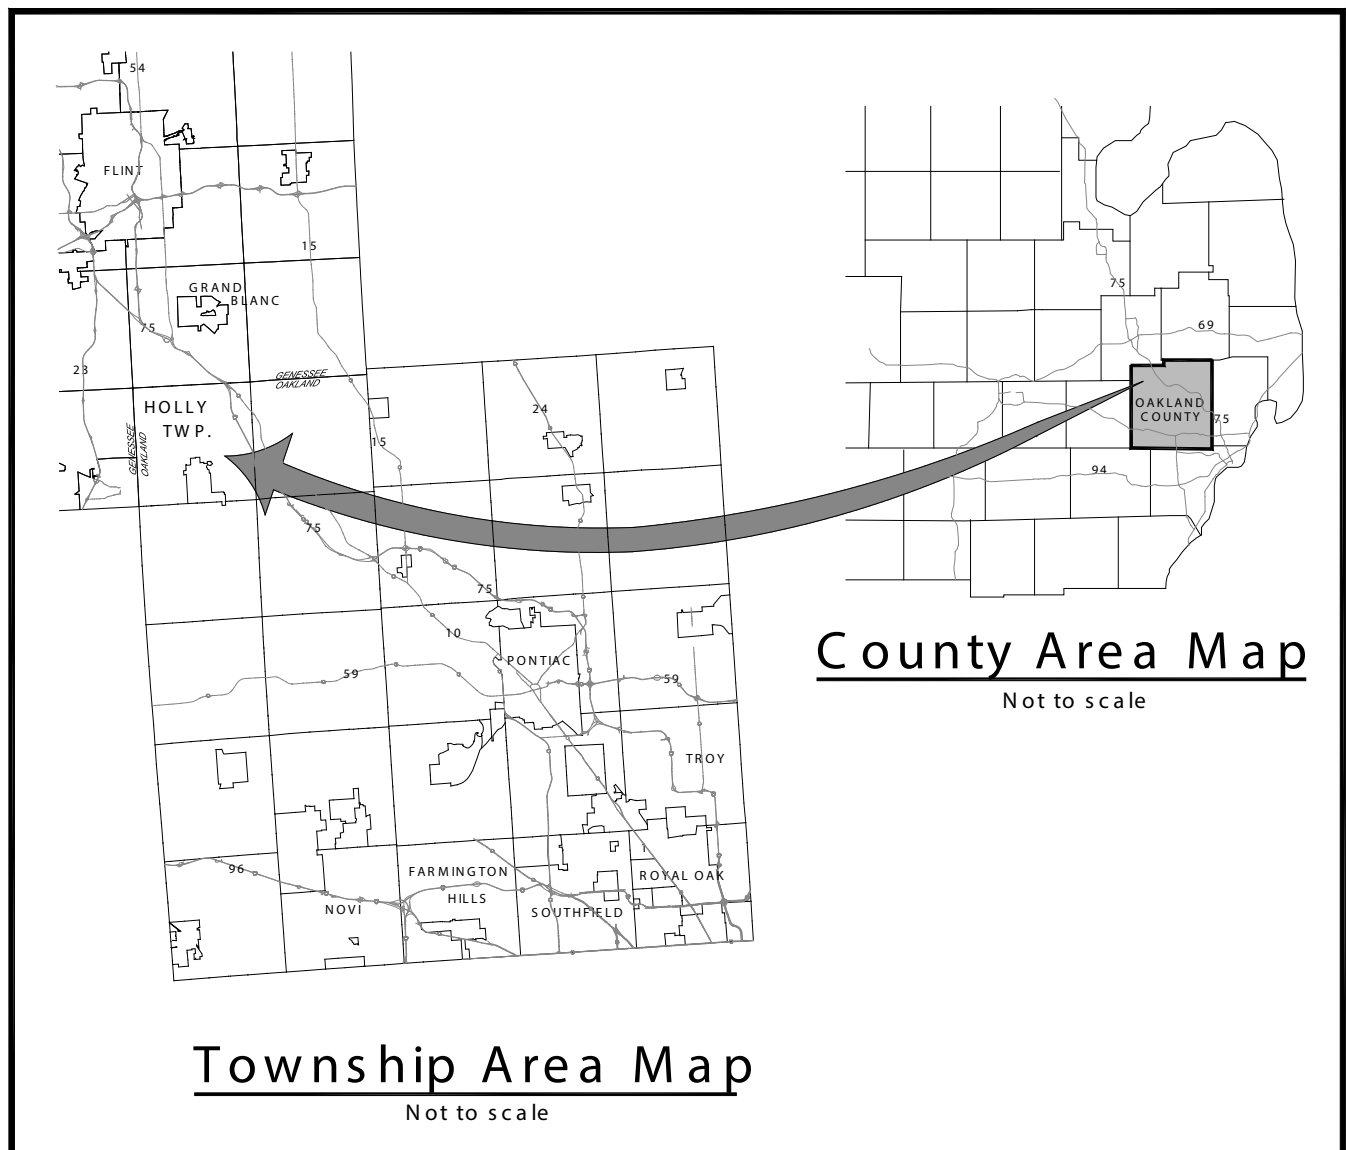 54
FLINT
15
GRAND
BLANC
75
23
GENESSEE
OAKLAND
HOLLY
TWP.
GENESSEE
OAKLAND
15
24
75
75
10
PONTIAC
59
59
TROY
96
FARMINGTON
HILLS
ROYAL OAK
NOVI
SOUTHFIELD
Township Area Map
Not to scale
75
69
OAKLAND
COUNTY
75
94
County Area Map
Not to scale